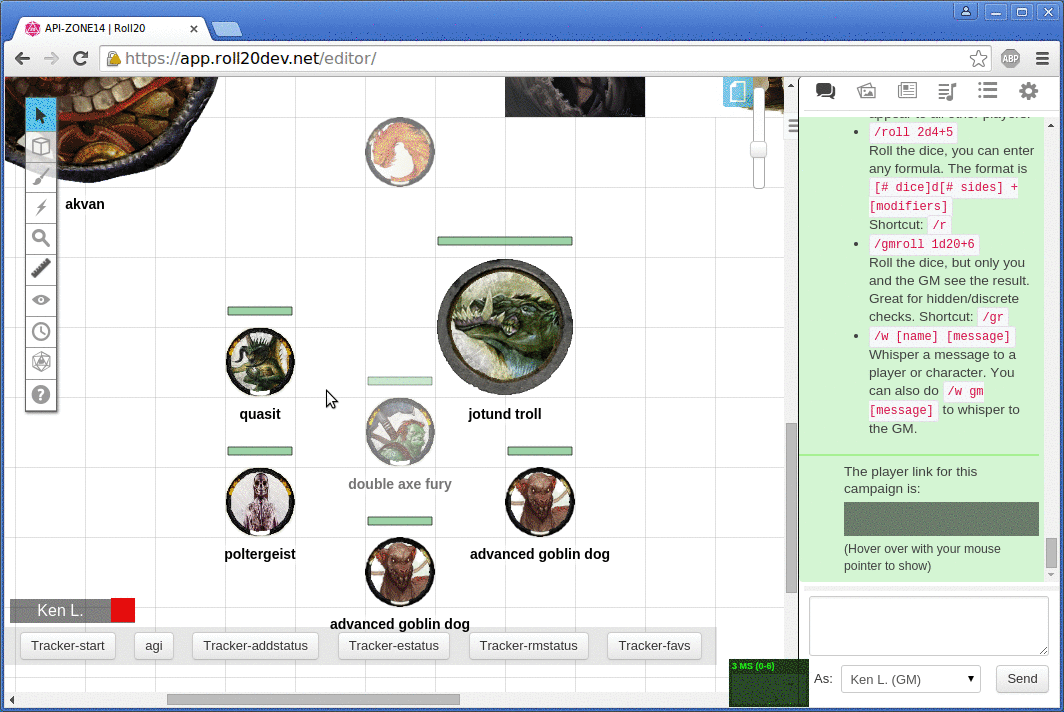 API-ZONE14 | Roll20
https://app.roll20dev.net/editor/
ABP
akvan
quasit
jotund troll
double axe fury
poltergeist
advanced goblin dog
advanced goblin dog
Ken L.
Tracker-start
agi
Tracker-addstatus
Tracker-estatus
Tracker-rmstatus
Tracker-favs
3 MS (0-6)
appear to all other players.
/roll 2d4+5
Roll the dice, you can enter
any formula. The format is
[# dice]d[# sides] +
[modifiers]
Shortcut: /r
/gmroll 1d20+6
Roll the dice, but only you
and the GM see the result.
Great for hidden/discrete
checks. Shortcut: /gr
/w [name] [message]
Whisper a message to a
player or character. You
can also do /w gm
[message] to whisper to
the GM.
The player link for this
campaign is:
(Hover over with your mouse
pointer to show)
As:
Ken L. (GM)
Send